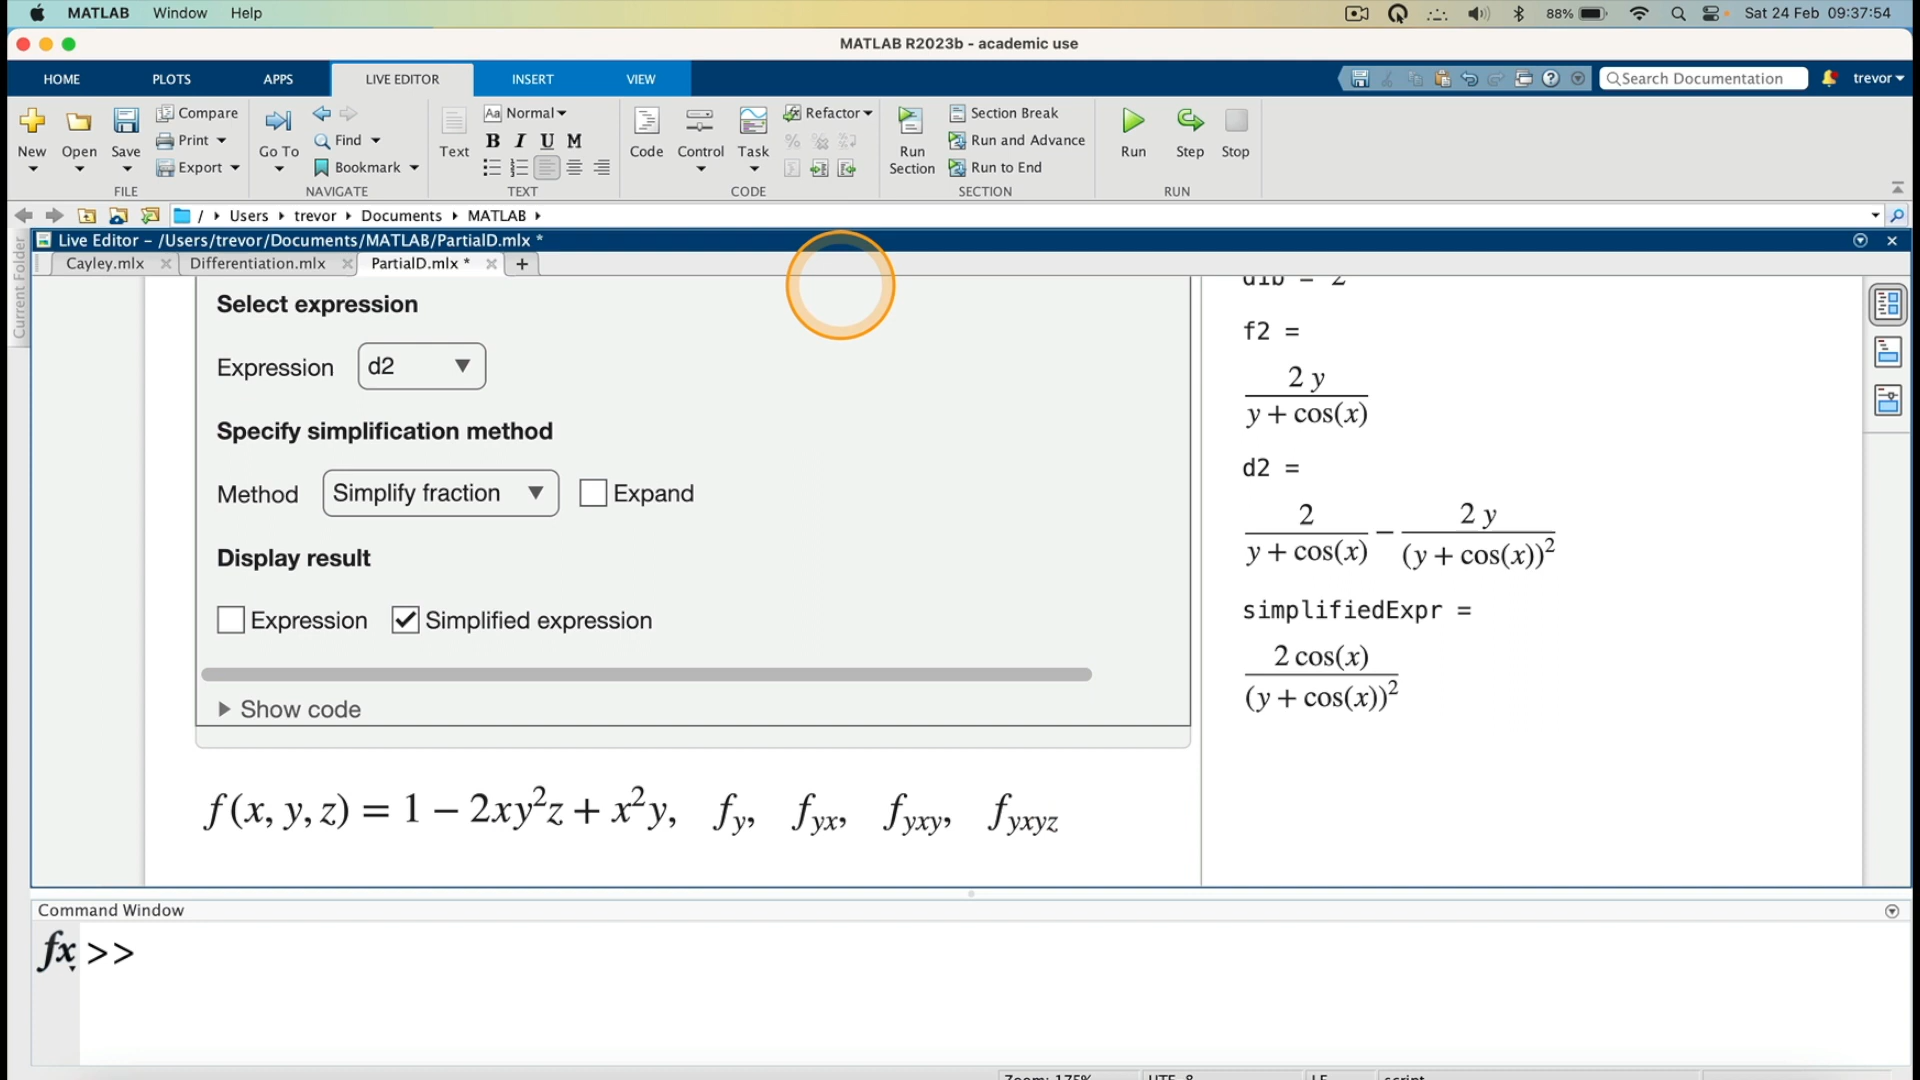 MATLAB Window Help 88% Sat 24 Feb 09:37:54
MATLAB R2023b - academic use
HOME PLOTS APPS LIVE EDITOR INSERT VIEW Search Documentation trevor
New Open Save Compare Print Export Go To Find Bookmark Text Aa Normal B I U M Code Control Task Refactor Run Section Section Break Run and Advance Run to End Run Step Stop
FILE NAVIGATE TEXT CODE SECTION RUN
/ Users trevor Documents MATLAB
Current Folder
Live Editor - /Users/trevor/Documents/MATLAB/PartialD.mlx *
Cayley.mlx Differentiation.mlx PartialD.mlx * +
Select expression
Expression d2
Specify simplification method
Method Simplify fraction Expand
Display result
Expression Simplified expression
Show code
f(x, y, z) = 1 − 2xy²z + x²y, f_y, f_yx, f_yxy, f_yxyz
f2 =
2 y
y + cos(x)
d2 =
2 / (y + cos(x)) − 2 y / (y + cos(x))²
simplifiedExpr =
2 cos(x)
(y + cos(x))²
Command Window
fx >>